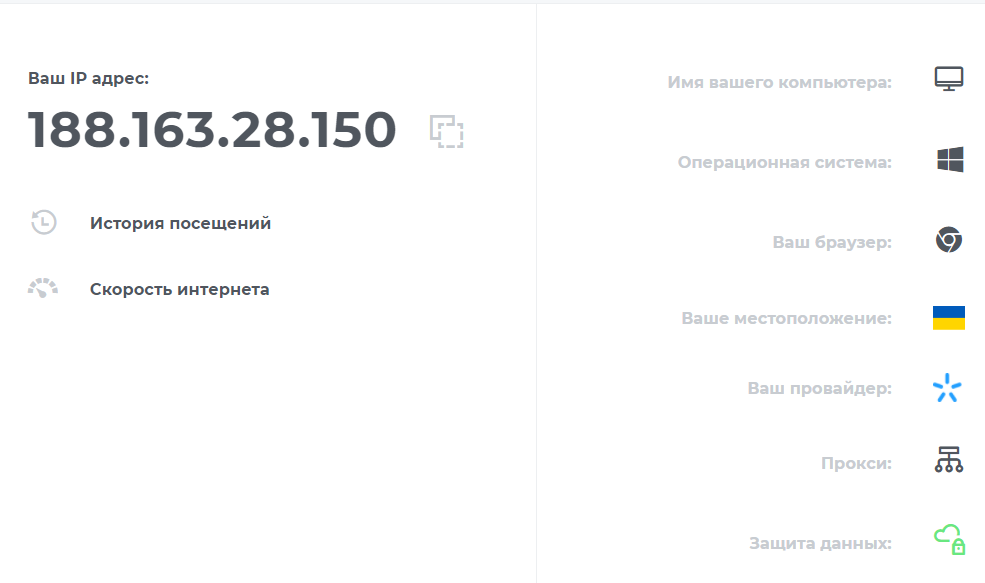 Ваш IP адрес:
188.163.28.150
История посещений
Скорость интернета
Имя вашего компьютера:
Операционная система:
Ваш браузер:
Ваше местоположение:
Ваш провайдер:
Прокси:
Защита данных: